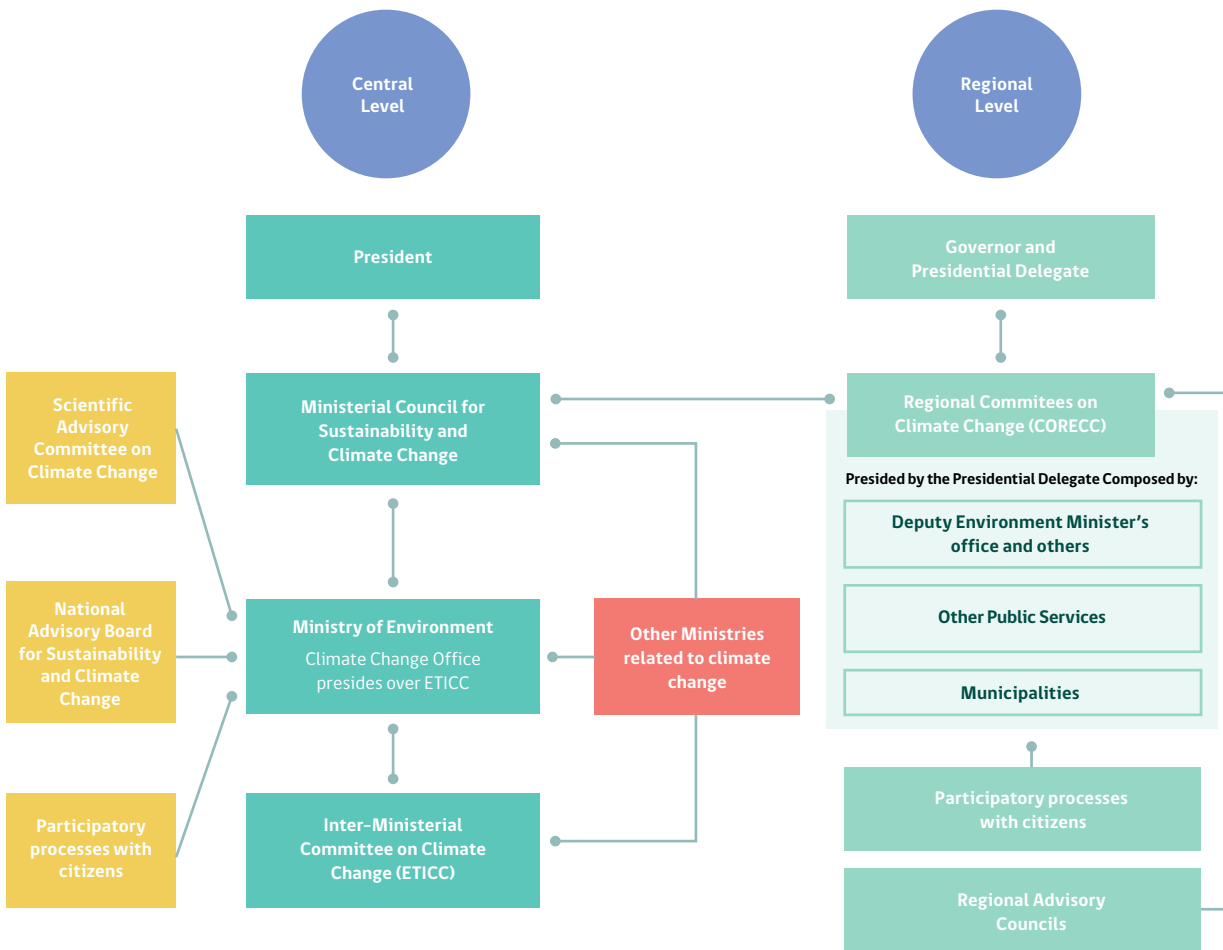 Central
Level
Regional
Level
President
Governor and
Presidential Delegate
Scientific
Advisory
Committee on
Climate Change
Ministerial Council for
Sustainability and
Climate Change
Regional Commitees on
Climate Change (CORECC)
Presided by the Presidential Delegate Composed by:
Deputy Environment Minister's
office and others
Other Public Services
Municipalities
National
Advisory Board
for Sustainability
and Climate
Change
Ministry of Environment
Climate Change Office
presides over ETICC
Other Ministries
related to climate
change
Participatory
processes with
citizens
Inter-Ministerial
Committee on Climate
Change (ETICC)
Participatory processes
with citizens
Regional Advisory
Councils